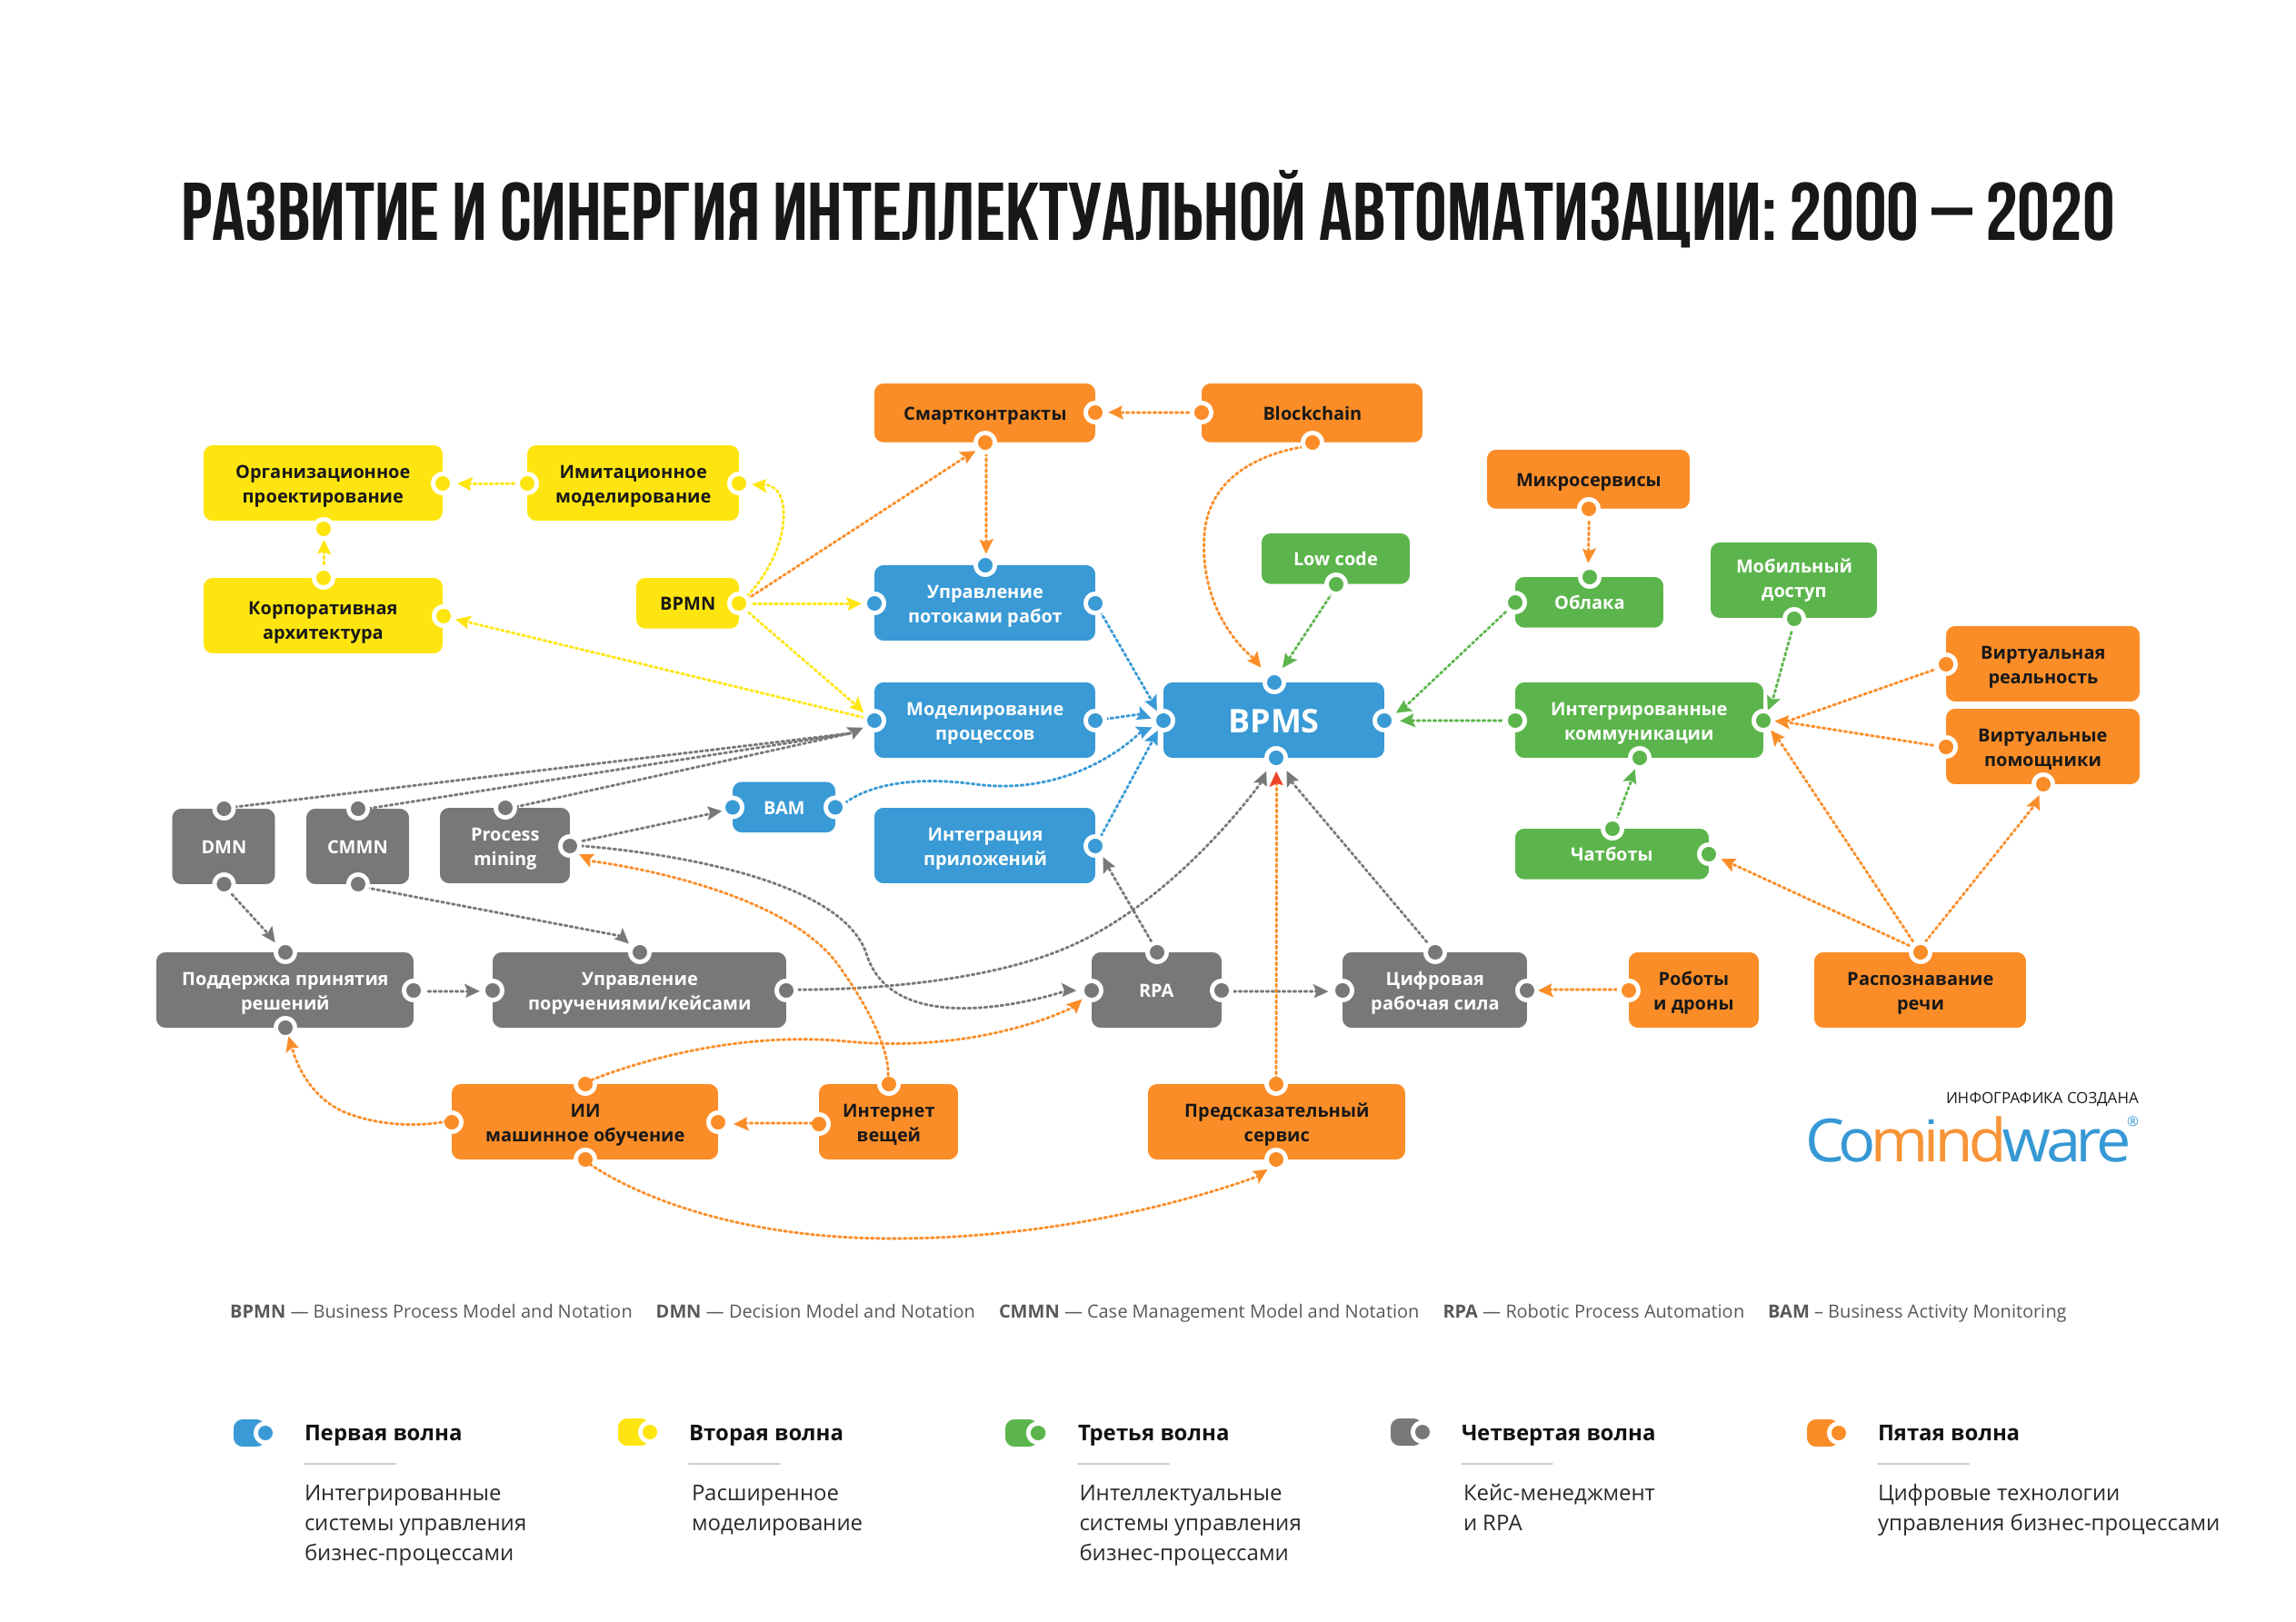 РАЗВИТИЕ И СИНЕРГИЯ ИНТЕЛЛЕКТУАЛЬНОЙ АВТОМАТИЗАЦИИ: 2000 — 2020
Смартконтракты
Blockchain
Организационное
проектирование
Имитационное
моделирование
Микросервисы
Low code
Мобильный
доступ
Корпоративная
архитектура
BPMN
Управление
потоками работ
Облака
Виртуальная
реальность
Моделирование
процессов
BPMS
Интегрированные
коммуникации
Виртуальные
помощники
BAM
DMN
CMMN
Process
mining
Интеграция
приложений
Чатботы
Поддержка принятия
решений
Управление
поручениями/кейсами
RPA
Цифровая
рабочая сила
Роботы
и дроны
Распознавание
речи
ИИ
машинное обучение
Интернет
вещей
Предсказательный
сервис
ИНФОГРАФИКА СОЗДАНА
Comindware®
BPMN — Business Process Model and Notation DMN — Decision Model and Notation CMMN — Case Management Model and Notation RPA — Robotic Process Automation BAM – Business Activity Monitoring
Первая волна
Интегрированные
системы управления
бизнес-процессами
Вторая волна
Расширенное
моделирование
Третья волна
Интеллектуальные
системы управления
бизнес-процессами
Четвертая волна
Кейс-менеджмент
и RPA
Пятая волна
Цифровые технологии
управления бизнес-процессами